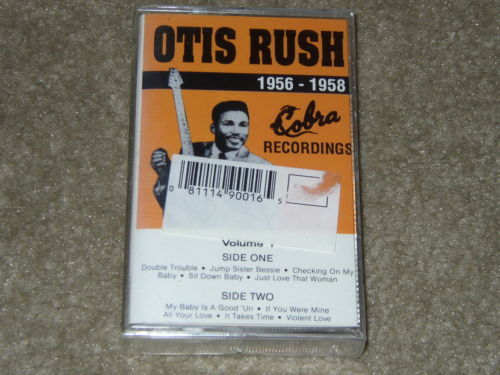 OTIS RUSH
1956 - 1958
Cobra
RECORDINGS
0 81114 90016 5
Volume 1
SIDE ONE
Double Trouble • Jump Sister Bessie • Checking On My
Baby • Sit Down Baby • Just Love That Woman
SIDE TWO
My Baby Is A Good 'Un • If You Were Mine
All Your Love • It Takes Time • Violent Love